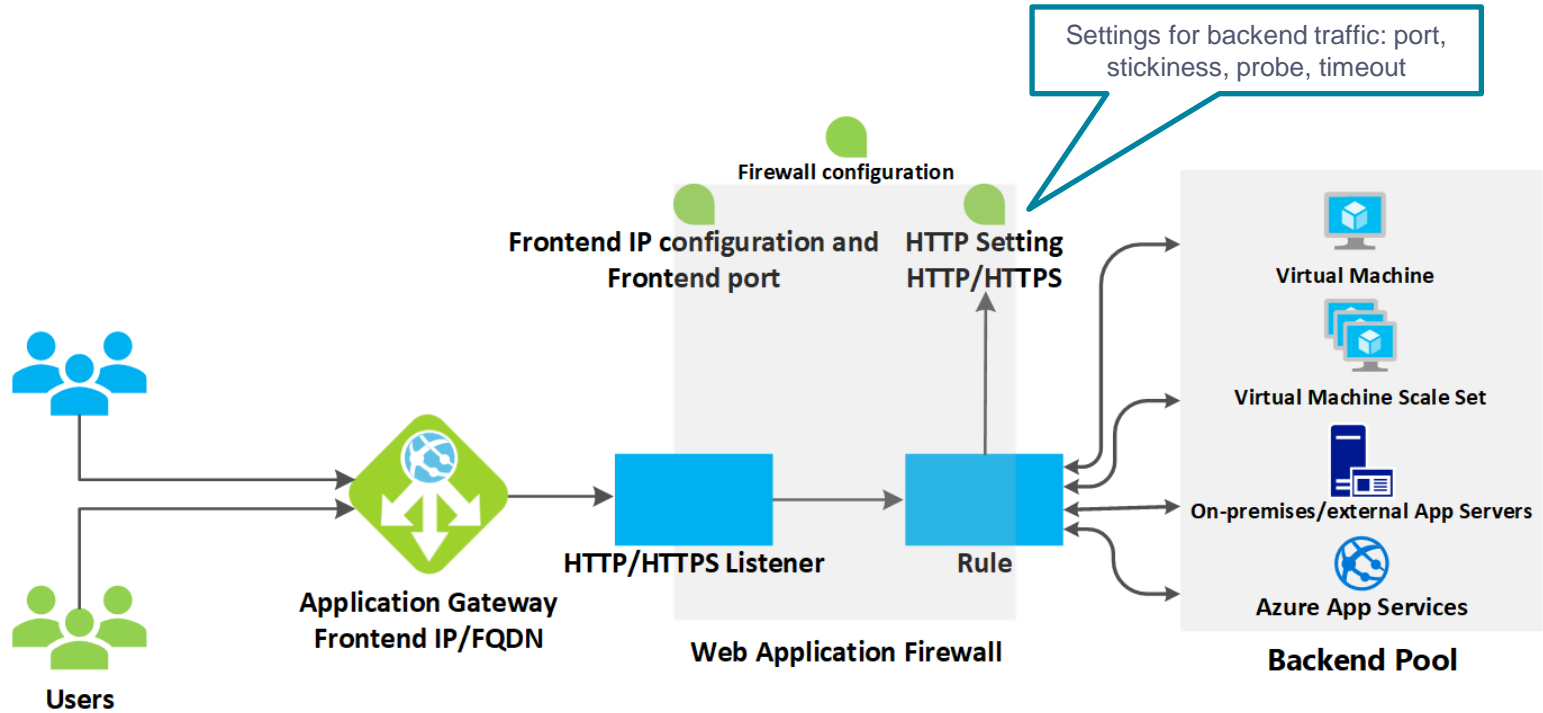 Settings for backend traffic: port,
stickiness, probe, timeout
Firewall configuration
Frontend IP configuration and
Frontend port
HTTP Setting
HTTP/HTTPS
Virtual Machine
Virtual Machine Scale Set
On-premises/external App Servers
Azure App Services
Backend Pool
HTTP/HTTPS Listener
Rule
Application Gateway
Frontend IP/FQDN
Web Application Firewall
Users